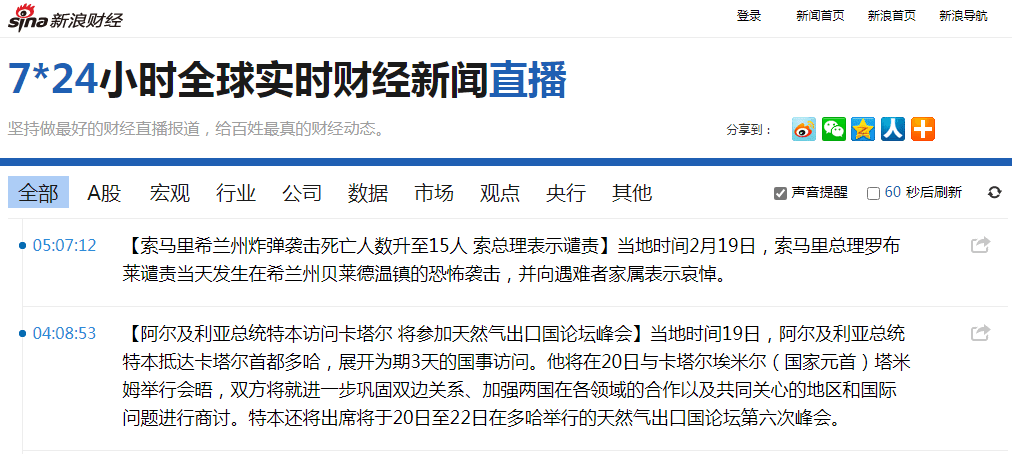 sina新浪财经
登录 新闻首页 新浪首页 新浪导航
7*24小时全球实时财经新闻直播
坚持做最好的财经直播报道，给百姓最真的财经动态。
分享到：
全部 A股 宏观 行业 公司 数据 市场 观点 央行 其他
声音提醒 60 秒后刷新
05:07:12 【索马里希兰州炸弹袭击死亡人数升至15人 索总理表示谴责】当地时间2月19日，索马里总理罗布
莱谴责当天发生在希兰州贝莱德温镇的恐怖袭击，并向遇难者家属表示哀悼。
04:08:53 【阿尔及利亚总统特本访问卡塔尔 将参加天然气出口国论坛峰会】当地时间19日，阿尔及利亚总统
特本抵达卡塔尔首都多哈，展开为期3天的国事访问。他将在20日与卡塔尔埃米尔（国家元首）塔米
姆举行会晤，双方将就进一步巩固双边关系、加强两国在各领域的合作以及共同关心的地区和国际
问题进行商讨。特本还将出席将于20日至22日在多哈举行的天然气出口国论坛第六次峰会。